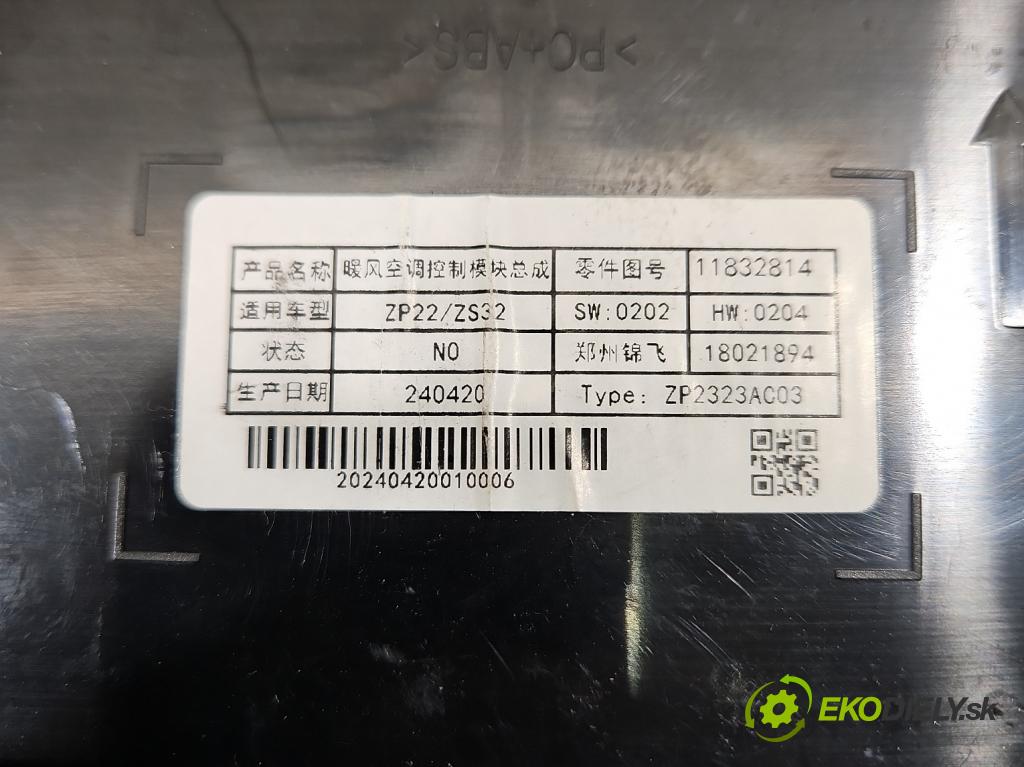 >PC+ABS<
产品名称 暖风空调控制模块总成 零件图号 11832814
适用车型 ZP22/ZS32 SW:0202 HW:0204
状态 NO 郑州锦飞 18021894
生产日期 240420 Type: ZP2323AC03
20240420010006
EKODIELY.sk